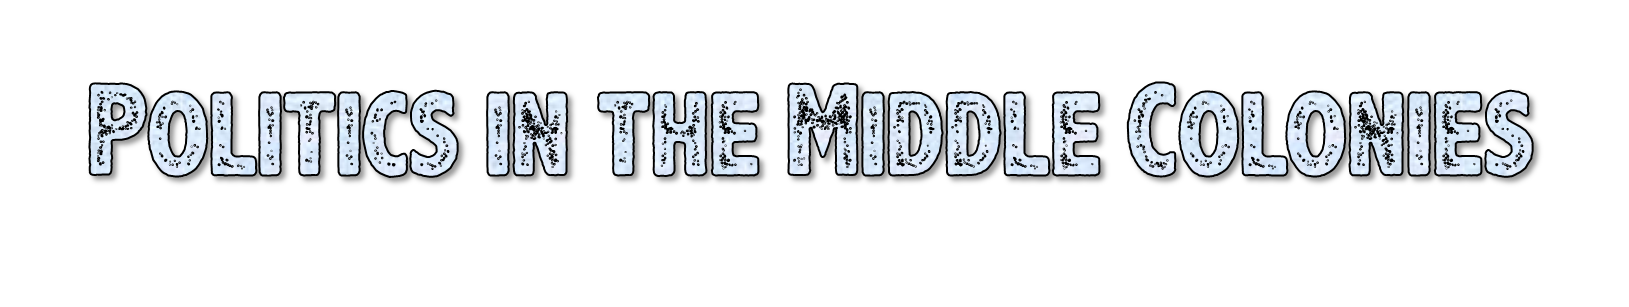 Politics in the Middle Colonies